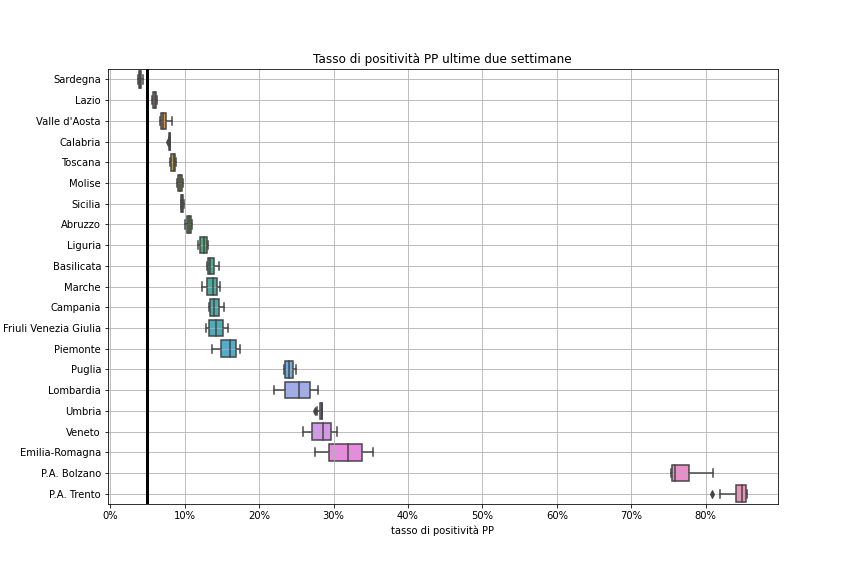 Tasso di positività PP ultime due settimane
Sardegna
Lazio
Valle d'Aosta
Calabria
Toscana
Molise
Sicilia
Abruzzo
Liguria
Basilicata
Marche
Campania
Friuli Venezia Giulia
Piemonte
Puglia
Lombardia
Umbria
Veneto
Emilia-Romagna
P.A. Bolzano
P.A. Trento
0% 10% 20% 30% 40% 50% 60% 70% 80%
tasso di positività PP